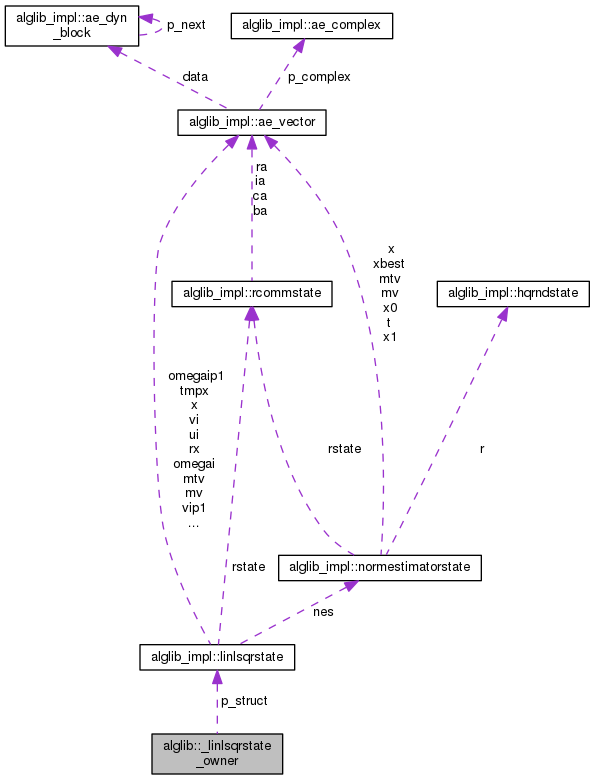 alglib_impl::ae_dyn
_block
p_next
alglib_impl::ae_complex
data
p_complex
alglib_impl::ae_vector
ra
ia
ca
ba
x
xbest
mtv
mv
x0
t
x1
alglib_impl::rcommstate
alglib_impl::hqrndstate
omegaip1
tmpx
x
vi
ui
rx
omegai
mtv
mv
vip1
...
rstate
r
rstate
alglib_impl::normestimatorstate
nes
alglib_impl::linlsqrstate
p_struct
alglib::_linlsqrstate
_owner